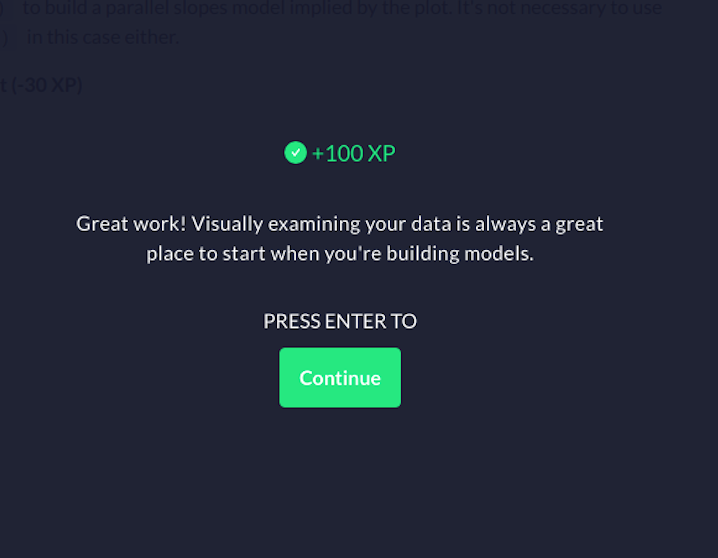 ) to build a parallel slopes model implied by the plot. It's not necessary to use
) in this case either.
t (-30 XP)
+100 XP
Great work! Visually examining your data is always a great
place to start when you're building models.
PRESS ENTER TO
Continue